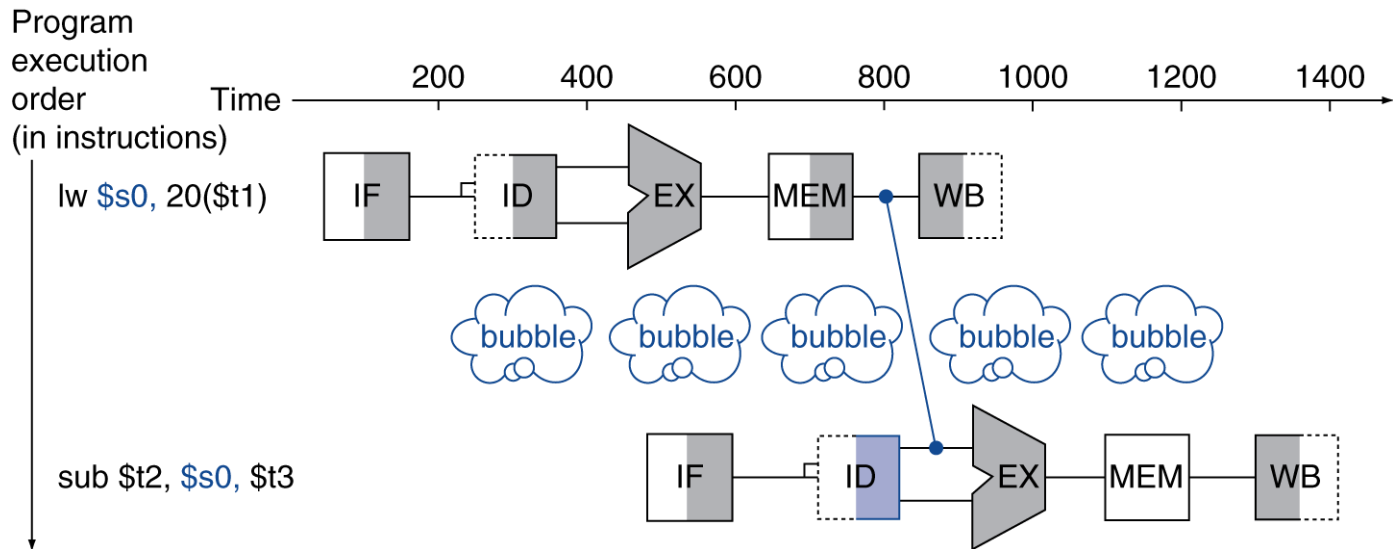 Program
execution
order
(in instructions)
Time
200 400 600 800 1000 1200 1400
lw $s0, 20($t1)
IF ID EX MEM WB
bubble bubble bubble bubble bubble
sub $t2, $s0, $t3
IF ID EX MEM WB